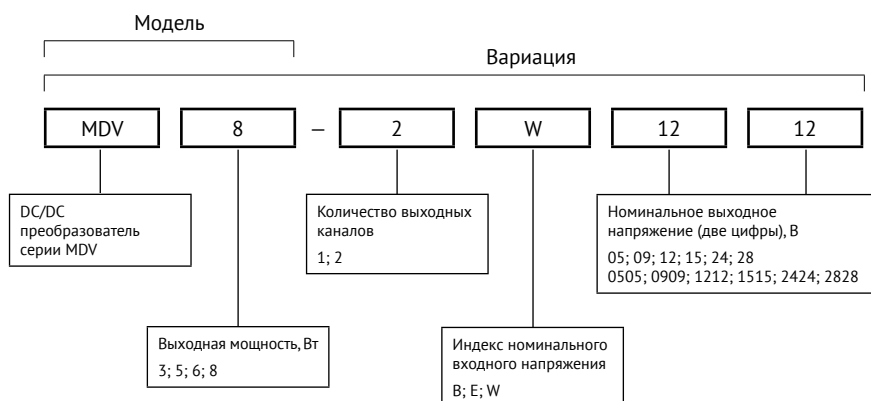 Модель
Вариация
MDV 8 – 2 W 12 12
DC/DC
преобразователь
серии MDV
Количество выходных
каналов
1; 2
Номинальное выходное
напряжение (две цифры), В
05; 09; 12; 15; 24; 28
0505; 0909; 1212; 1515; 2424; 2828
Выходная мощность, Вт
3; 5; 6; 8
Индекс номинального
входного напряжения
B; E; W